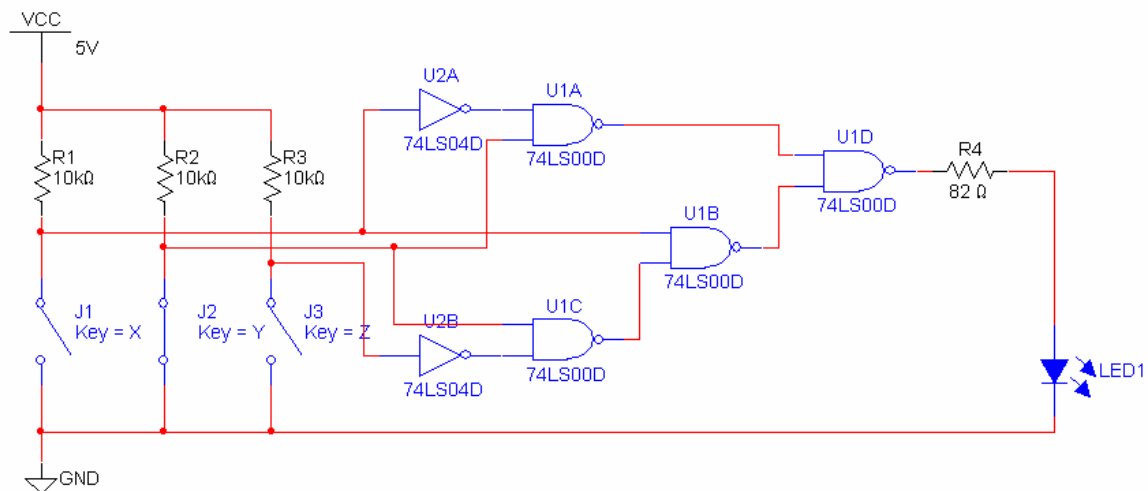 VCC
5V
U2A
74LS04D
U1A
74LS00D
R1
10kΩ
R2
10kΩ
R3
10kΩ
U1D
74LS00D
R4
82 Ω
U1B
74LS00D
J1
Key = X
J2
Key = Y
J3
Key = Z
U2B
74LS04D
U1C
74LS00D
LED1
GND